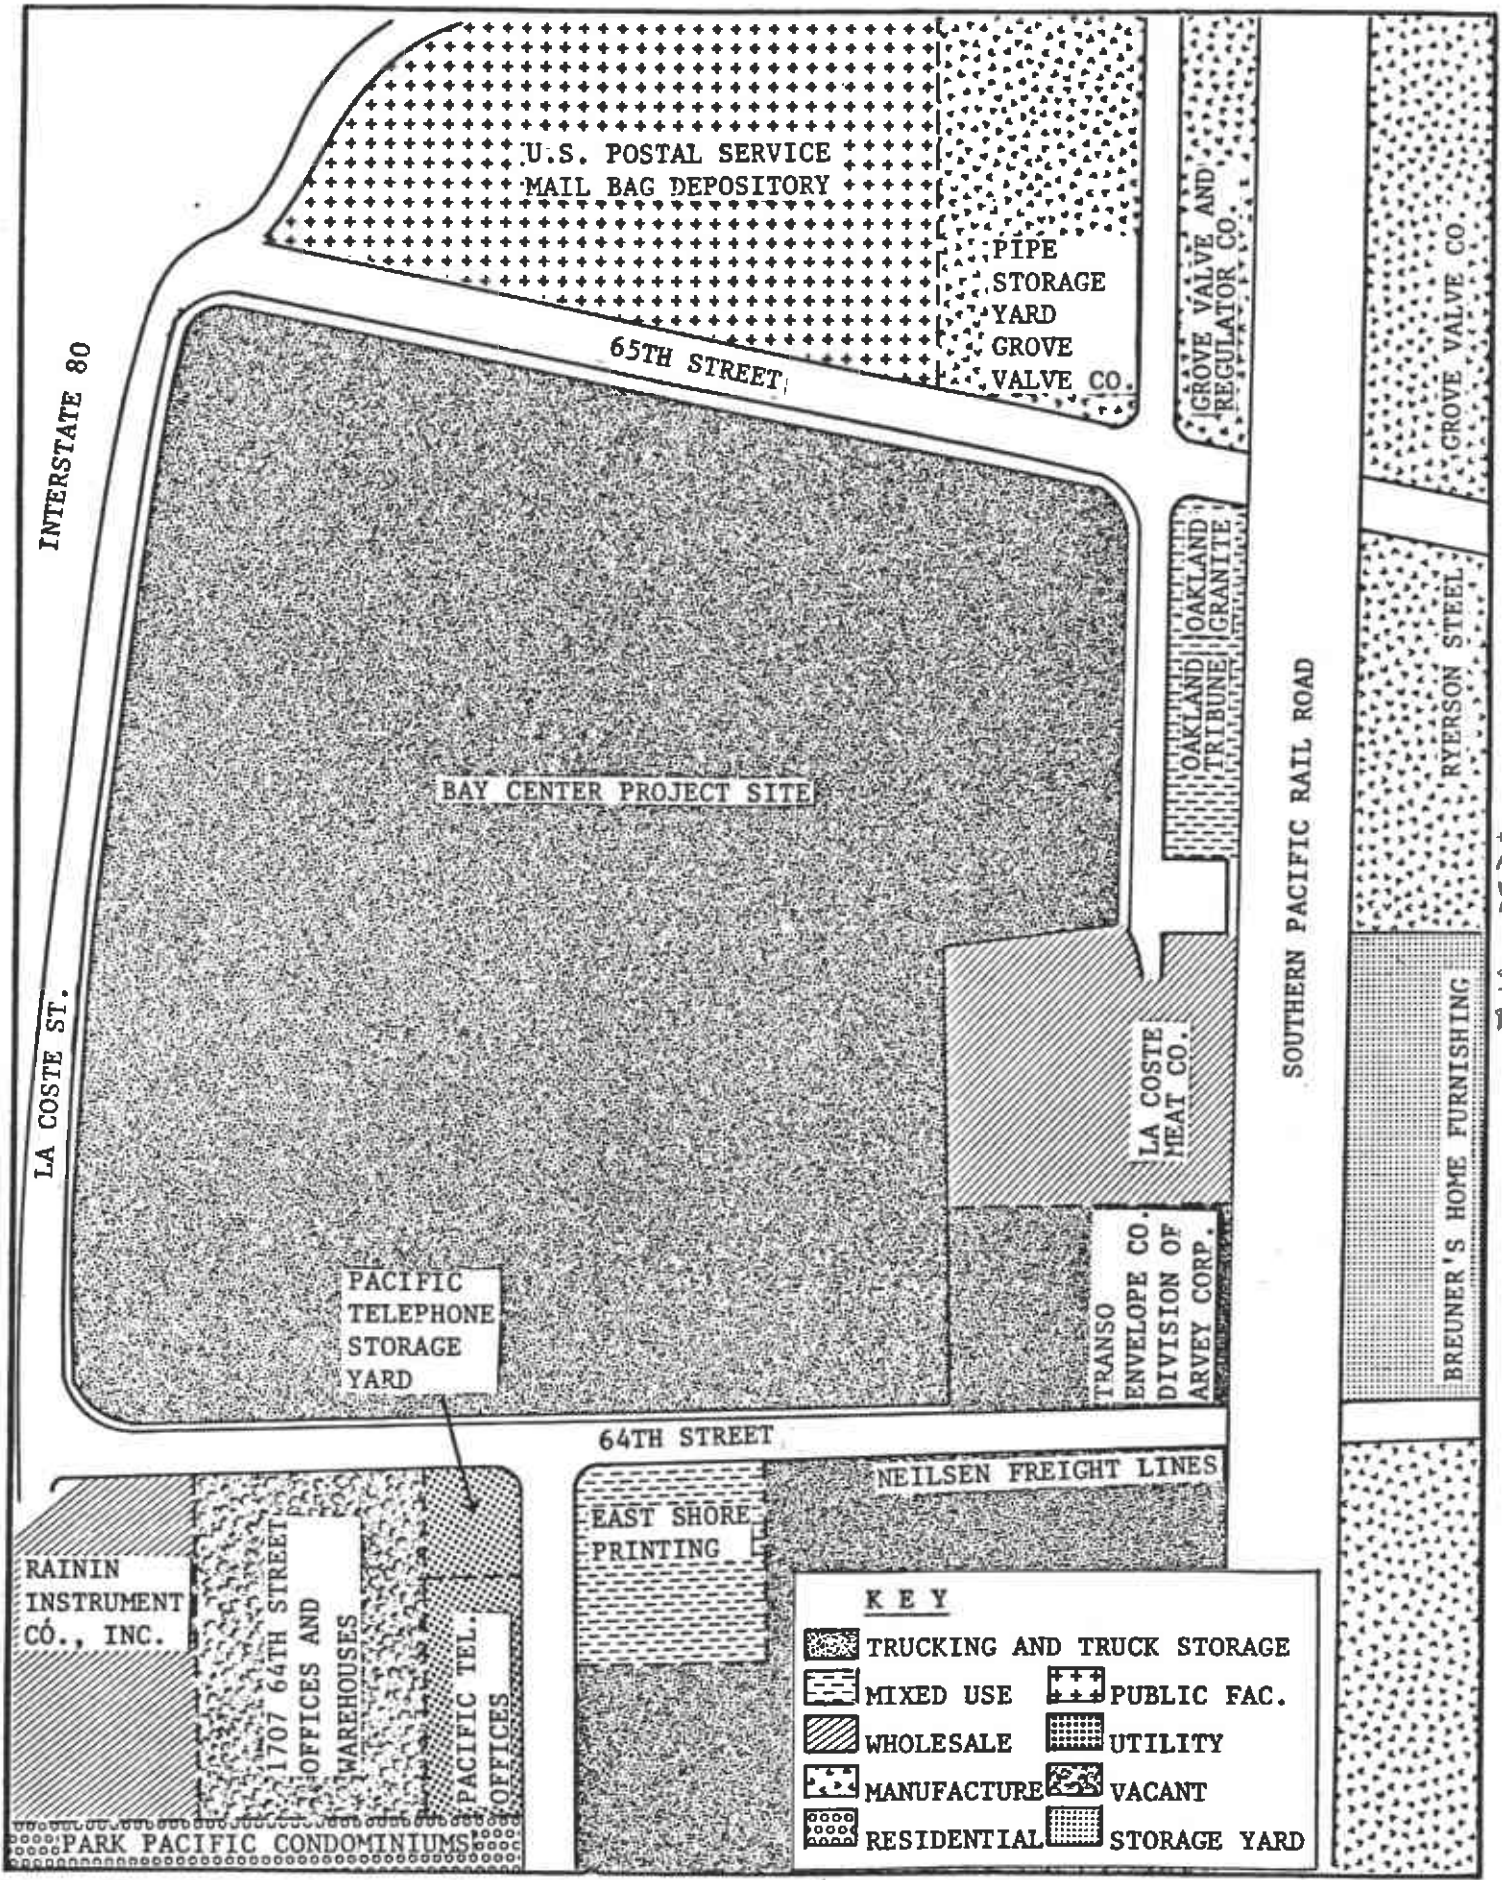 U.S. POSTAL SERVICE
MAIL BAG DEPOSITORY
PIPE
STORAGE
YARD
GROVE
VALVE CO.
GROVE VALVE AND
REGULATOR CO.
GROVE VALVE CO.
65TH STREET
INTERSTATE 80
OAKLAND
GRANITE
OAKLAND
TRIBUNE
RYERSON STEEL
SOUTHERN PACIFIC RAIL ROAD
BAY CENTER PROJECT SITE
LA COSTE ST.
LA COSTE
MEAT CO.
BREUNER'S HOME FURNISHING
TRANSO
ENVELOPE CO.
DIVISION OF
ARVEY CORP.
PACIFIC
TELEPHONE
STORAGE
YARD
64TH STREET
NEILSEN FREIGHT LINES
EAST SHORE
PRINTING
RAININ
INSTRUMENT
CO., INC.
1707 64TH STREET
OFFICES AND
WAREHOUSES
PACIFIC TEL.
OFFICES
PARK PACIFIC CONDOMINIUMS
KEY
TRUCKING AND TRUCK STORAGE
MIXED USE
PUBLIC FAC.
WHOLESALE
UTILITY
MANUFACTURE
VACANT
RESIDENTIAL
STORAGE YARD